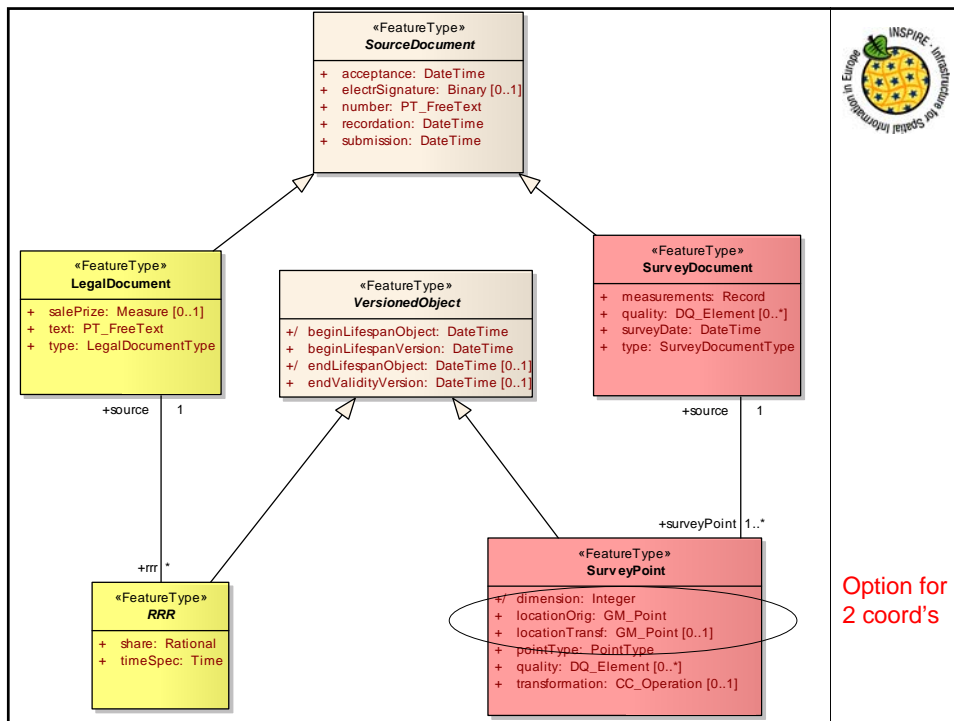 «FeatureType»
SourceDocument
+ acceptance: DateTime
+ electrSignature: Binary [0..1]
+ number: PT_FreeText
+ recordation: DateTime
+ submission: DateTime
INSPIRE · Infrastructure for Spatial Information in Europe
«FeatureType»
LegalDocument
+ salePrize: Measure [0..1]
+ text: PT_FreeText
+ type: LegalDocumentType
«FeatureType»
VersionedObject
+/ beginLifespanObject: DateTime
+ beginLifespanVersion: DateTime
+/ endLifespanObject: DateTime [0..1]
+ endValidityVersion: DateTime [0..1]
«FeatureType»
SurveyDocument
+ measurements: Record
+ quality: DQ_Element [0..*]
+ surveyDate: DateTime
+ type: SurveyDocumentType
+source 1
+source 1
+surveyPoint 1..*
+rrr *
«FeatureType»
RRR
+ share: Rational
+ timeSpec: Time
«FeatureType»
SurveyPoint
+/ dimension: Integer
+ locationOrig: GM_Point
+ locationTransf: GM_Point [0..1]
+ pointType: PointType
+ quality: DQ_Element [0..*]
+ transformation: CC_Operation [0..1]
Option for
2 coord's